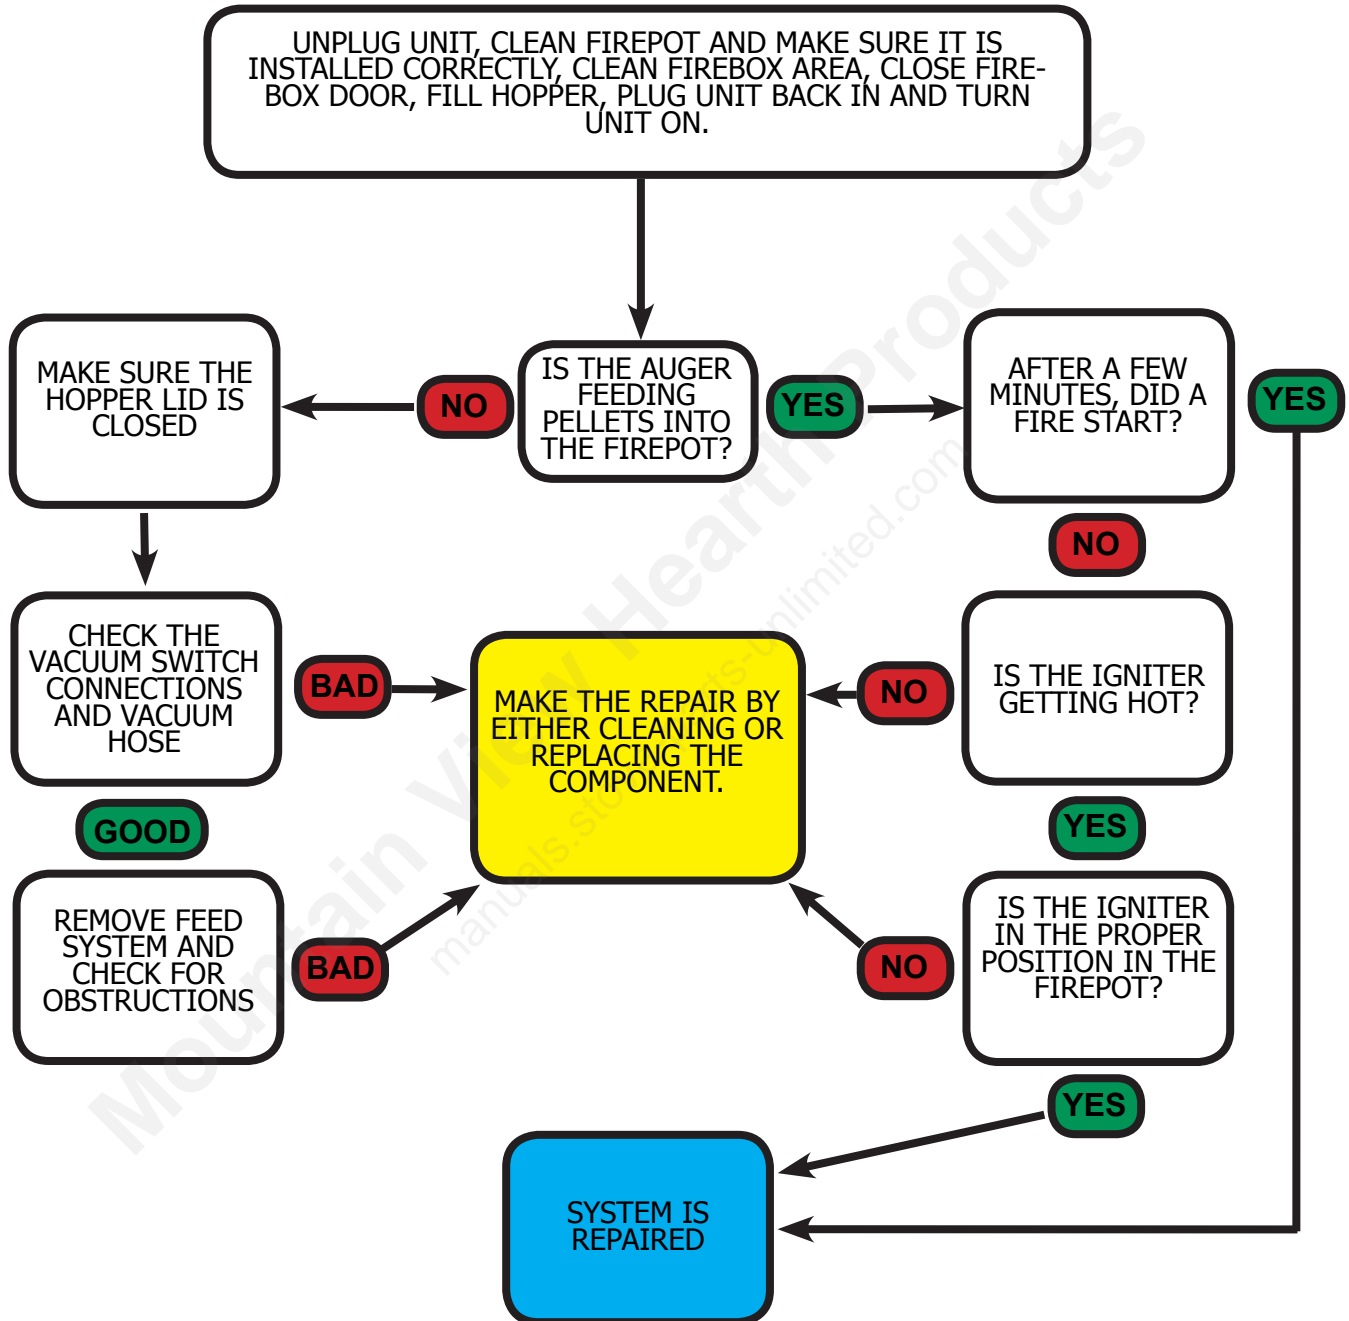 UNPLUG UNIT, CLEAN FIREPOT AND MAKE SURE IT IS
INSTALLED CORRECTLY, CLEAN FIREBOX AREA, CLOSE FIRE-
BOX DOOR, FILL HOPPER, PLUG UNIT BACK IN AND TURN
UNIT ON.
MAKE SURE THE
HOPPER LID IS
CLOSED
NO
IS THE AUGER
FEEDING
PELLETS INTO
THE FIREPOT?
YES
AFTER A FEW
MINUTES, DID A
FIRE START?
YES
NO
CHECK THE
VACUUM SWITCH
CONNECTIONS
AND VACUUM
HOSE
BAD
MAKE THE REPAIR BY
EITHER CLEANING OR
REPLACING THE
COMPONENT.
NO
IS THE IGNITER
GETTING HOT?
GOOD
YES
REMOVE FEED
SYSTEM AND
CHECK FOR
OBSTRUCTIONS
BAD
NO
IS THE IGNITER
IN THE PROPER
POSITION IN THE
FIREPOT?
YES
SYSTEM IS
REPAIRED
Mountain View Hearth Products